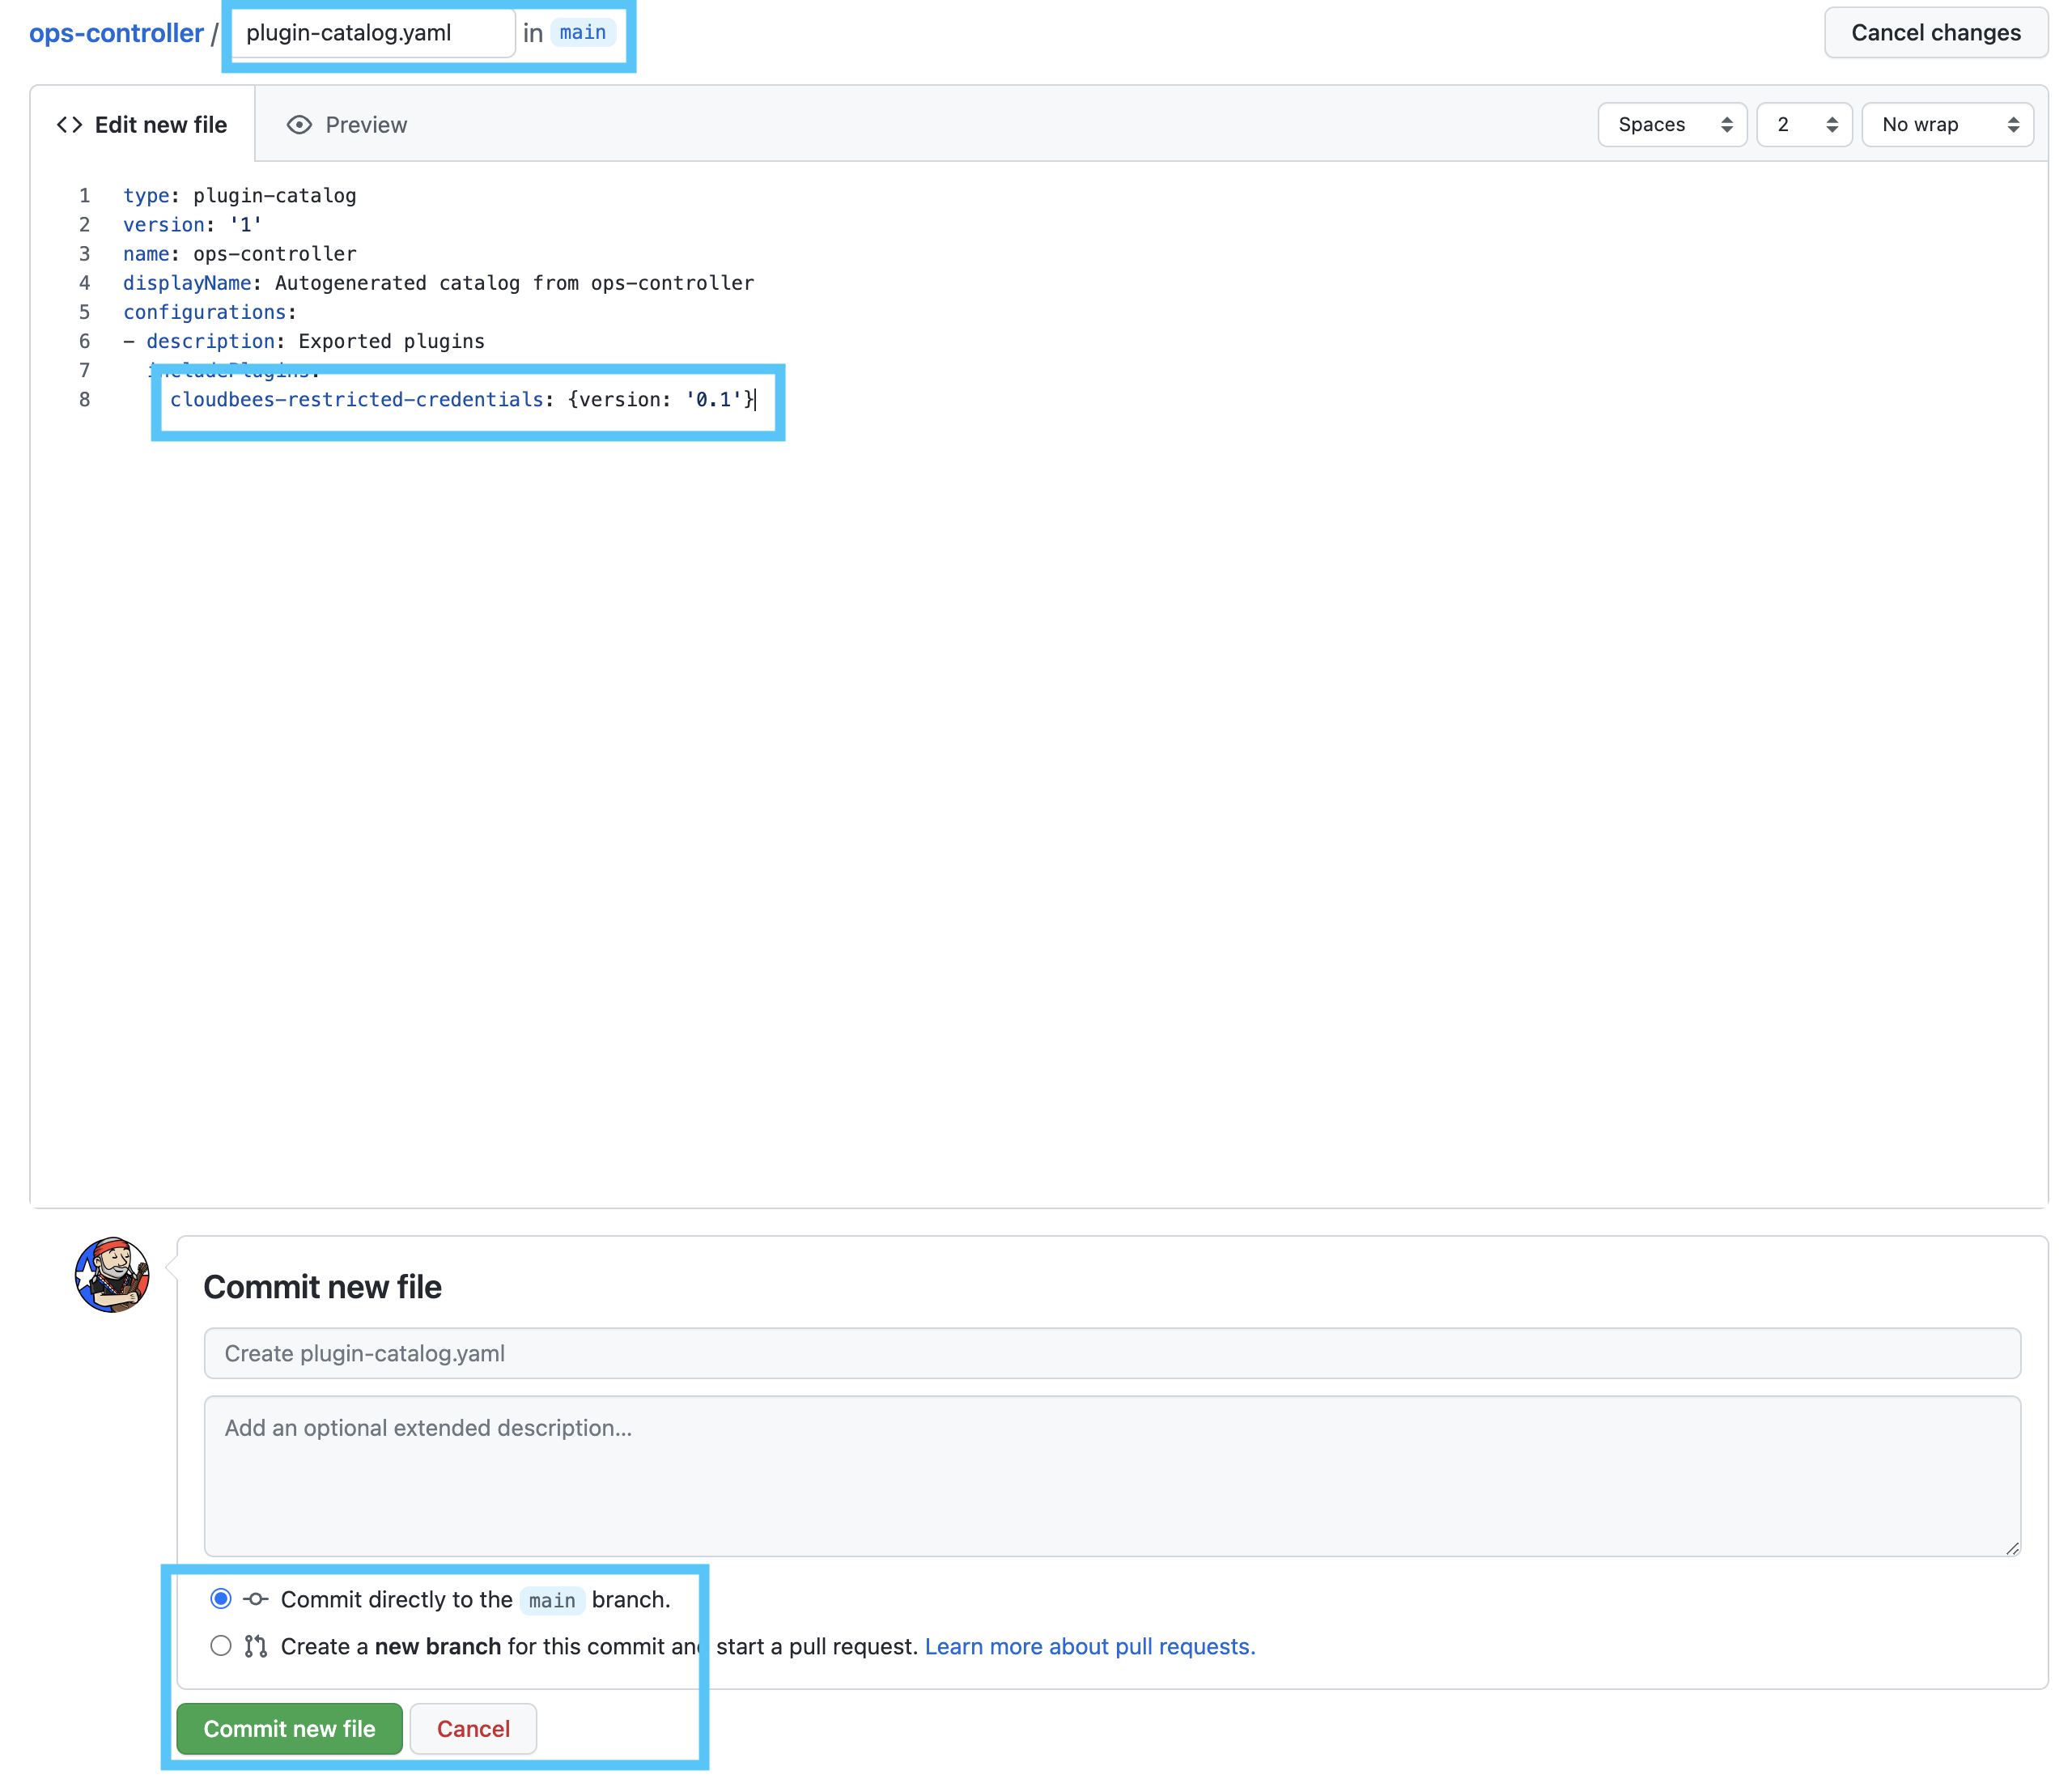 ops-controller / plugin-catalog.yaml in main Cancel changes
Edit new file Preview Spaces 2 No wrap
1 type: plugin-catalog
2 version: '1'
3 name: ops-controller
4 displayName: Autogenerated catalog from ops-controller
5 configurations:
6 - description: Exported plugins
7 includePlugins:
8 cloudbees-restricted-credentials: {version: '0.1'}
Commit new file
Create plugin-catalog.yaml
Add an optional extended description...
Commit directly to the main branch.
Create a new branch for this commit and start a pull request. Learn more about pull requests.
Commit new file Cancel